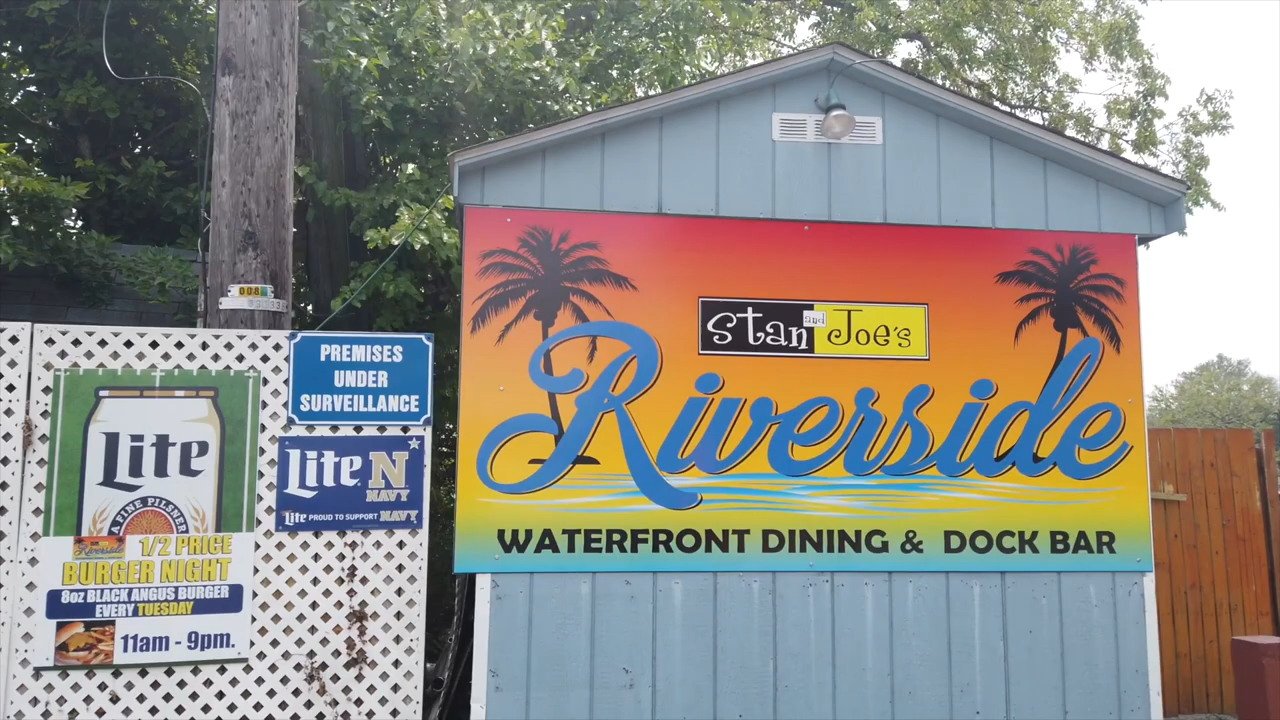 008
PREMISES
UNDER
SURVEILLANCE
Lite
A FINE PILSNER
Riverside
1/2 PRICE
BURGER NIGHT
8oz BLACK ANGUS BURGER
EVERY TUESDAY
11am - 9pm.
Lite N
NAVY
Lite PROUD TO SUPPORT NAVY
Stan and Joe's
Riverside
WATERFRONT DINING & DOCK BAR